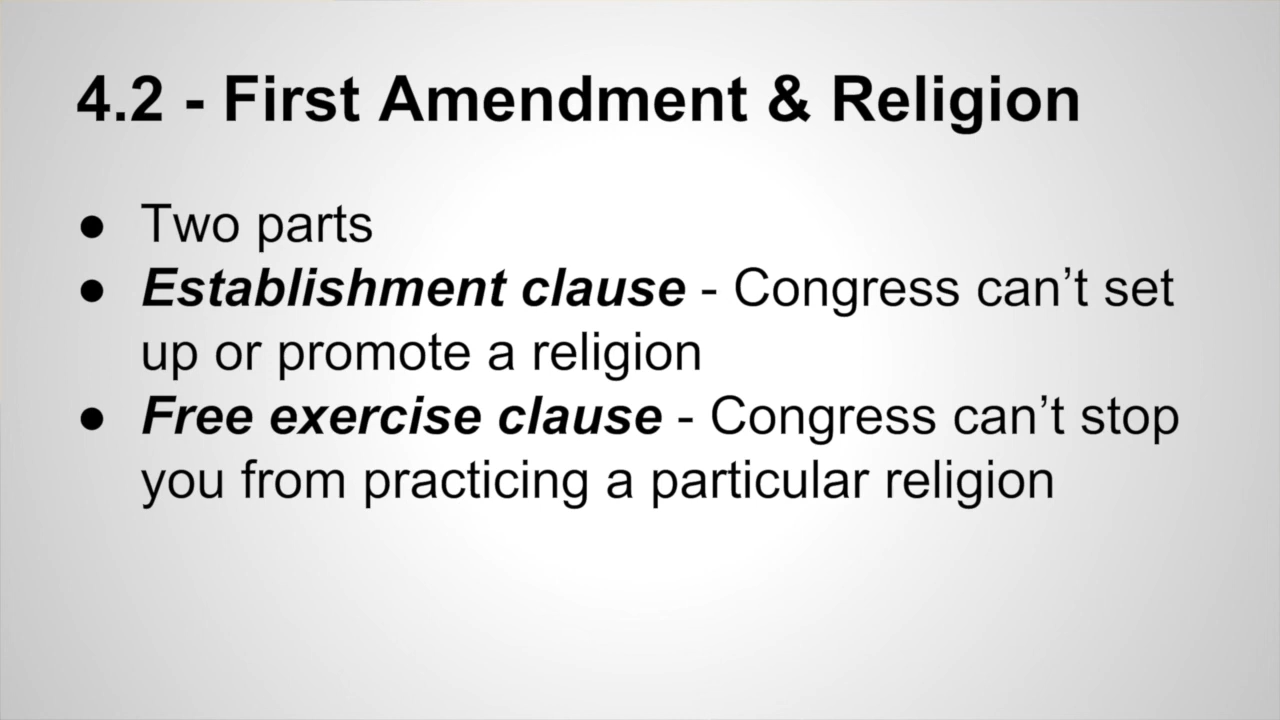 4.2 - First Amendment & Religion
● Two parts
● Establishment clause - Congress can’t set
up or promote a religion
● Free exercise clause - Congress can’t stop
you from practicing a particular religion